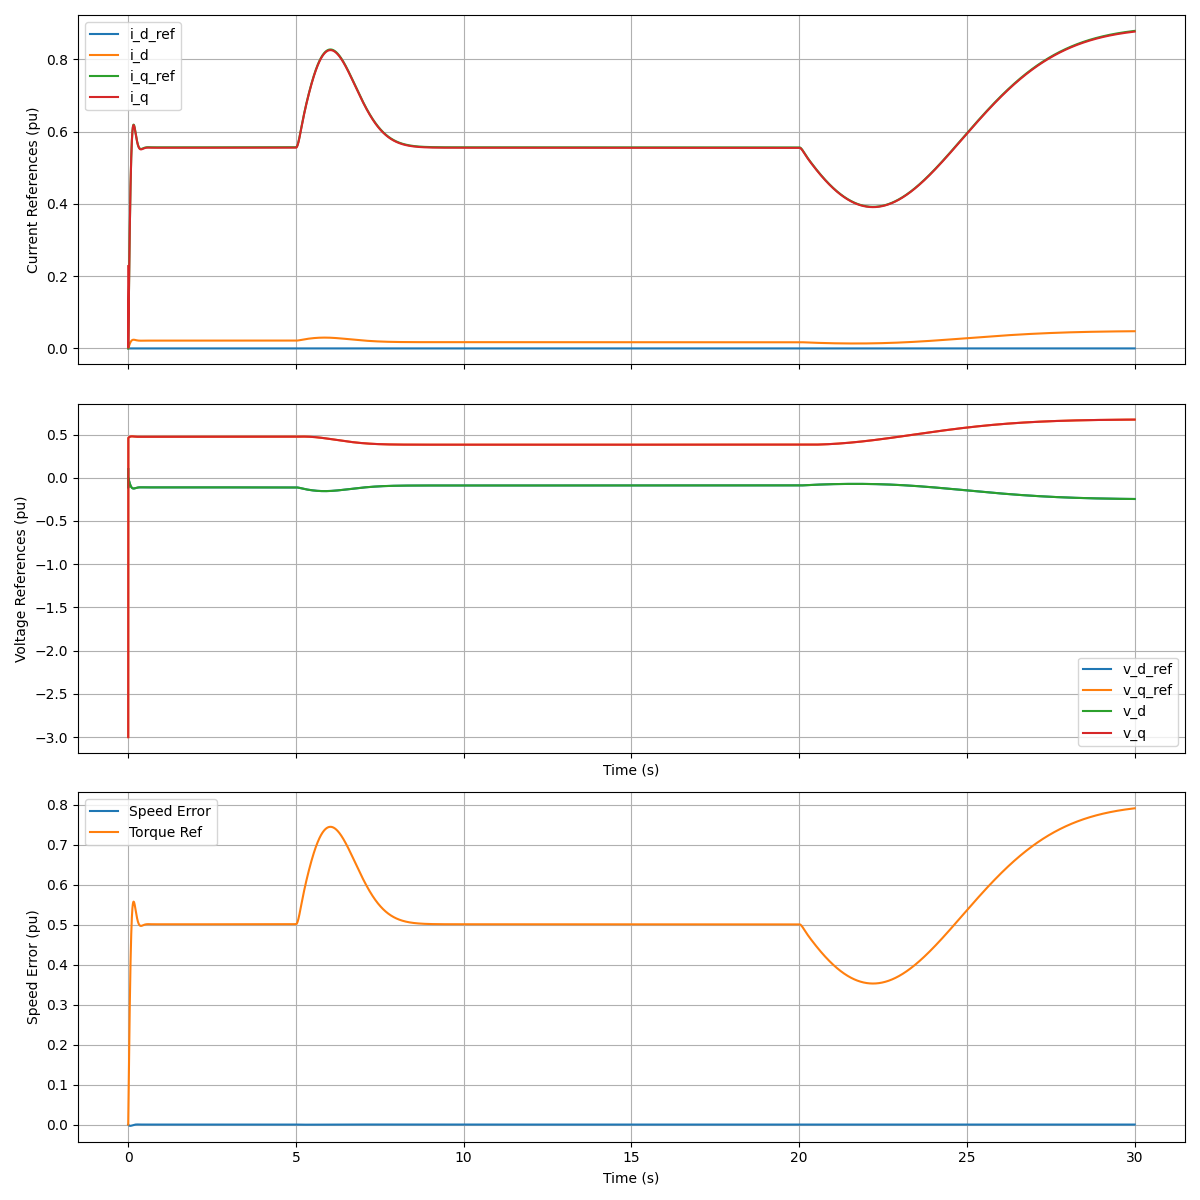 i_d_ref
i_d
i_q_ref
i_q
0.8
0.6
0.4
0.2
0.0
Current References (pu)
0.5
0.0
−0.5
−1.0
−1.5
−2.0
−2.5
−3.0
Voltage References (pu)
v_d_ref
v_q_ref
v_d
v_q
Time (s)
Speed Error
Torque Ref
0.8
0.7
0.6
0.5
0.4
0.3
0.2
0.1
0.0
Speed Error (pu)
0 5 10 15 20 25 30
Time (s)